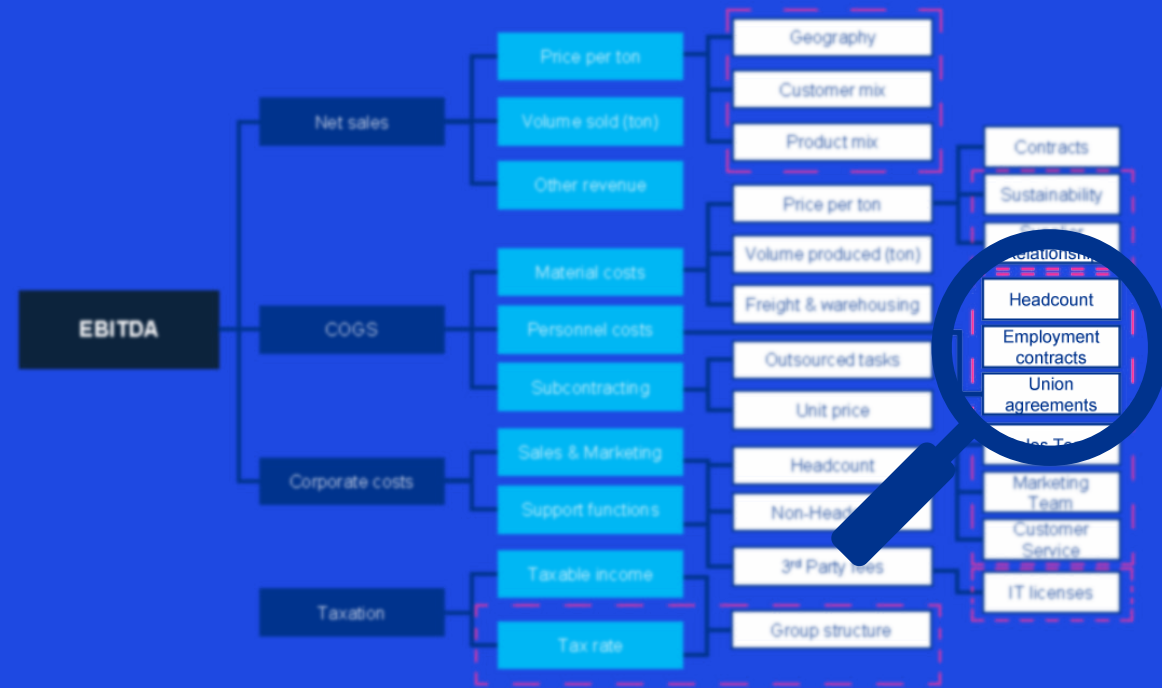 EBITDA
Net sales
COGS
Corporate costs
Taxation
Price per ton
Volume sold (ton)
Other revenue
Material costs
Personnel costs
Subcontracting
Sales & Marketing
Support functions
Taxable income
Tax rate
Geography
Customer mix
Product mix
Price per ton
Volume produced (ton)
Freight & warehousing
Outsourced tasks
Unit price
Headcount
3rd Party fees
Group structure
Contracts
Sustainability
Headcount
Employment
contracts
Union
agreements
Marketing
Team
Customer
Service
IT licenses